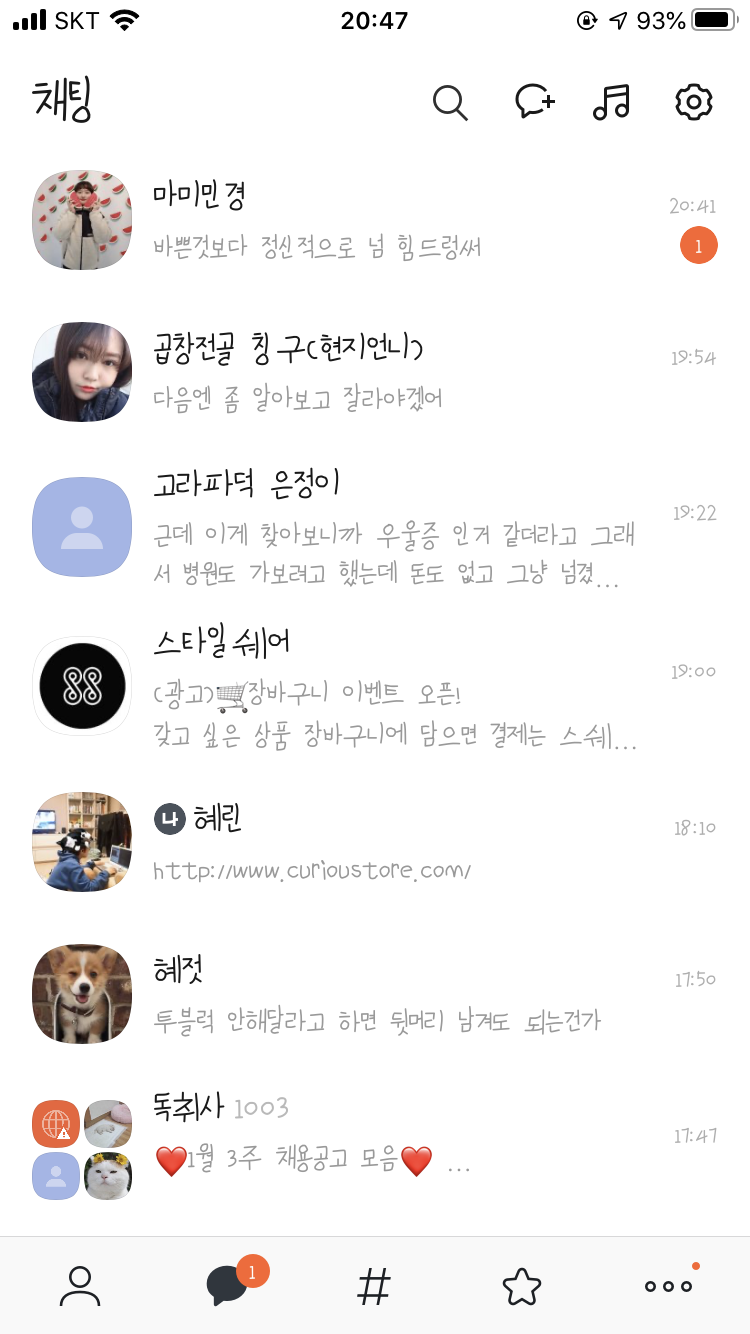 SKT 20:47 93%
채팅
마미민경 20:41
바쁜것보다 정신적으로 넘 힘드렁써 1
곱창전골 칭구(현지언니) 19:54
다음엔 좀 알아보고 잘라야겠어
고라파덕 은정이 19:22
근데 이게 찾아보니까 우울증 인거 같더라고 그래
서 병원도 가보려고 했는데 돈도 없고 그냥 넘겼...
스타일쉐어 19:00
(광고)🛒장바구니 이벤트 오픈!
갖고 싶은 상품 장바구니에 담으면 결제는 스쉐...
나 혜린 18:10
http://www.curioustore.com/
혜젓 17:50
투블럭 안해달라고 하면 뒷머리 남겨도 되는건가
독취사 1003 17:47
❤️1월 3주 채용공고 모음❤️ ...
1
#